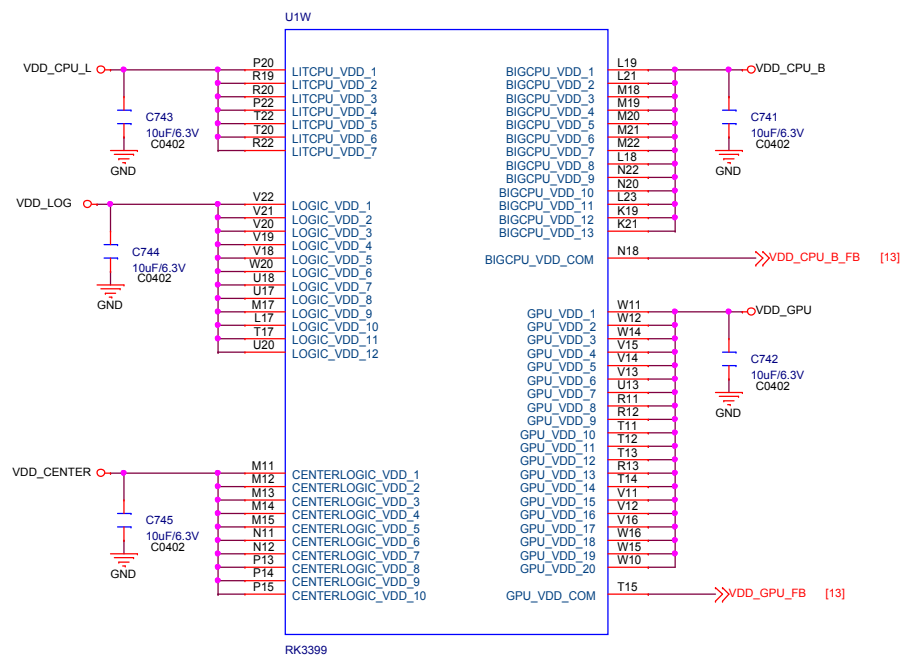 U1W
VDD_CPU_L
P20 LITCPU_VDD_1
R19 LITCPU_VDD_2
R20 LITCPU_VDD_3
P22 LITCPU_VDD_4
T22 LITCPU_VDD_5
T20 LITCPU_VDD_6
R22 LITCPU_VDD_7
C743
10uF/6.3V
C0402
GND
VDD_LOG
V22 LOGIC_VDD_1
V21 LOGIC_VDD_2
V20 LOGIC_VDD_3
V19 LOGIC_VDD_4
V18 LOGIC_VDD_5
W20 LOGIC_VDD_6
U18 LOGIC_VDD_7
U17 LOGIC_VDD_8
M17 LOGIC_VDD_9
L17 LOGIC_VDD_10
T17 LOGIC_VDD_11
U20 LOGIC_VDD_12
C744
10uF/6.3V
C0402
GND
VDD_CENTER
M11 CENTERLOGIC_VDD_1
M12 CENTERLOGIC_VDD_2
M13 CENTERLOGIC_VDD_3
M14 CENTERLOGIC_VDD_4
M15 CENTERLOGIC_VDD_5
N11 CENTERLOGIC_VDD_6
N12 CENTERLOGIC_VDD_7
P13 CENTERLOGIC_VDD_8
P14 CENTERLOGIC_VDD_9
P15 CENTERLOGIC_VDD_10
C745
10uF/6.3V
C0402
GND
BIGCPU_VDD_1 L19
BIGCPU_VDD_2 L21
BIGCPU_VDD_3 M18
BIGCPU_VDD_4 M19
BIGCPU_VDD_5 M20
BIGCPU_VDD_6 M21
BIGCPU_VDD_7 M22
BIGCPU_VDD_8 L18
BIGCPU_VDD_9 N22
BIGCPU_VDD_10 N20
BIGCPU_VDD_11 L23
BIGCPU_VDD_12 K19
BIGCPU_VDD_13 K21
VDD_CPU_B
C741
10uF/6.3V
C0402
GND
BIGCPU_VDD_COM N18 VDD_CPU_B_FB [13]
GPU_VDD_1 W11
GPU_VDD_2 W12
GPU_VDD_3 W14
GPU_VDD_4 V15
GPU_VDD_5 V14
GPU_VDD_6 V13
GPU_VDD_7 U13
GPU_VDD_8 R11
GPU_VDD_9 R12
GPU_VDD_10 T11
GPU_VDD_11 T12
GPU_VDD_12 T13
GPU_VDD_13 R13
GPU_VDD_14 T14
GPU_VDD_15 V11
GPU_VDD_16 V12
GPU_VDD_17 V16
GPU_VDD_18 W16
GPU_VDD_19 W15
GPU_VDD_20 W10
VDD_GPU
C742
10uF/6.3V
C0402
GND
GPU_VDD_COM T15 VDD_GPU_FB [13]
RK3399